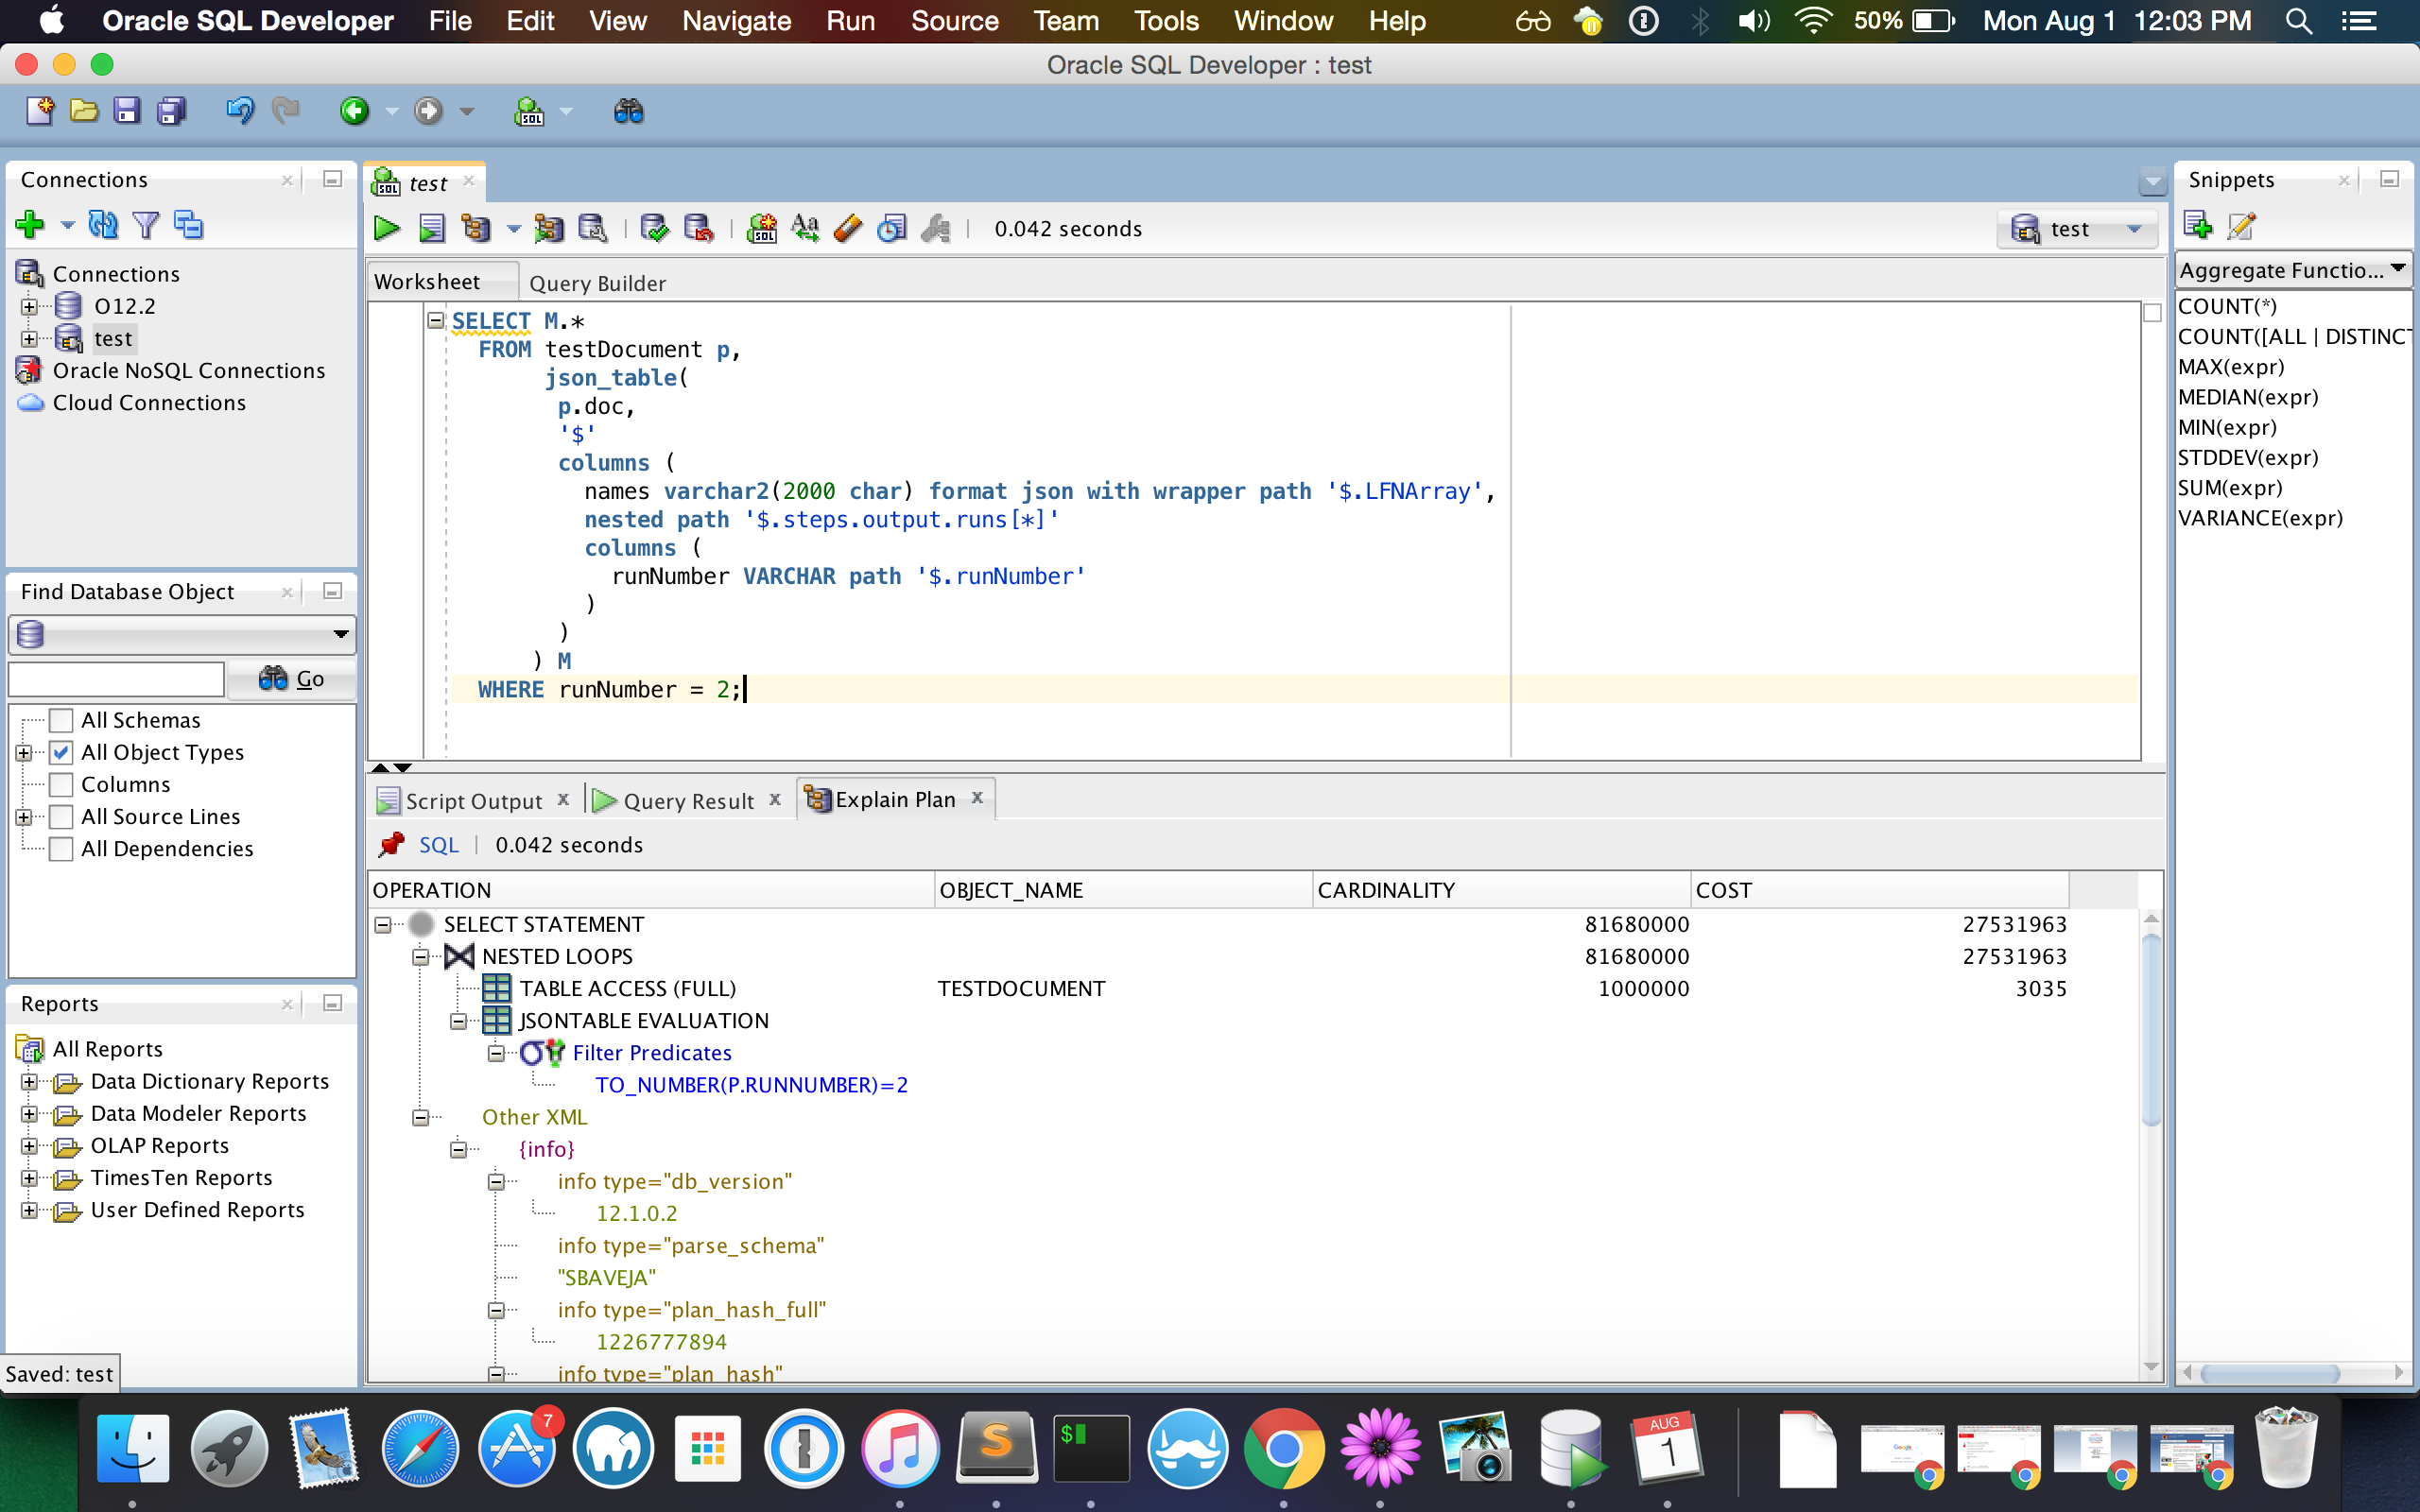 Oracle SQL Developer File Edit View Navigate Run Source Team Tools Window Help 50% Mon Aug 1 12:03 PM
Oracle SQL Developer : test
Connections
Connections
O12.2
test
Oracle NoSQL Connections
Cloud Connections
Find Database Object
Go
All Schemas
All Object Types
Columns
All Source Lines
All Dependencies
Reports
All Reports
Data Dictionary Reports
Data Modeler Reports
OLAP Reports
TimesTen Reports
User Defined Reports
Saved: test
test
0.042 seconds
test
Worksheet Query Builder
SELECT M.*
FROM testDocument p,
json_table(
p.doc,
'$'
columns (
names varchar2(2000 char) format json with wrapper path '$.LFNArray',
nested path '$.steps.output.runs[*]'
columns (
runNumber VARCHAR path '$.runNumber'
)
)
) M
WHERE runNumber = 2;
Script Output Query Result Explain Plan
SQL 0.042 seconds
OPERATION OBJECT_NAME CARDINALITY COST
SELECT STATEMENT 81680000 27531963
NESTED LOOPS 81680000 27531963
TABLE ACCESS (FULL) TESTDOCUMENT 1000000 3035
JSONTABLE EVALUATION
Filter Predicates
TO_NUMBER(P.RUNNUMBER)=2
Other XML
{info}
info type="db_version"
12.1.0.2
info type="parse_schema"
"SBAVEJA"
info type="plan_hash_full"
1226777894
info type="plan_hash"
Snippets
Aggregate Functio...
COUNT(*)
COUNT([ALL | DISTINCT
MAX(expr)
MEDIAN(expr)
MIN(expr)
STDDEV(expr)
SUM(expr)
VARIANCE(expr)
7
S
$
AUG
1
Google